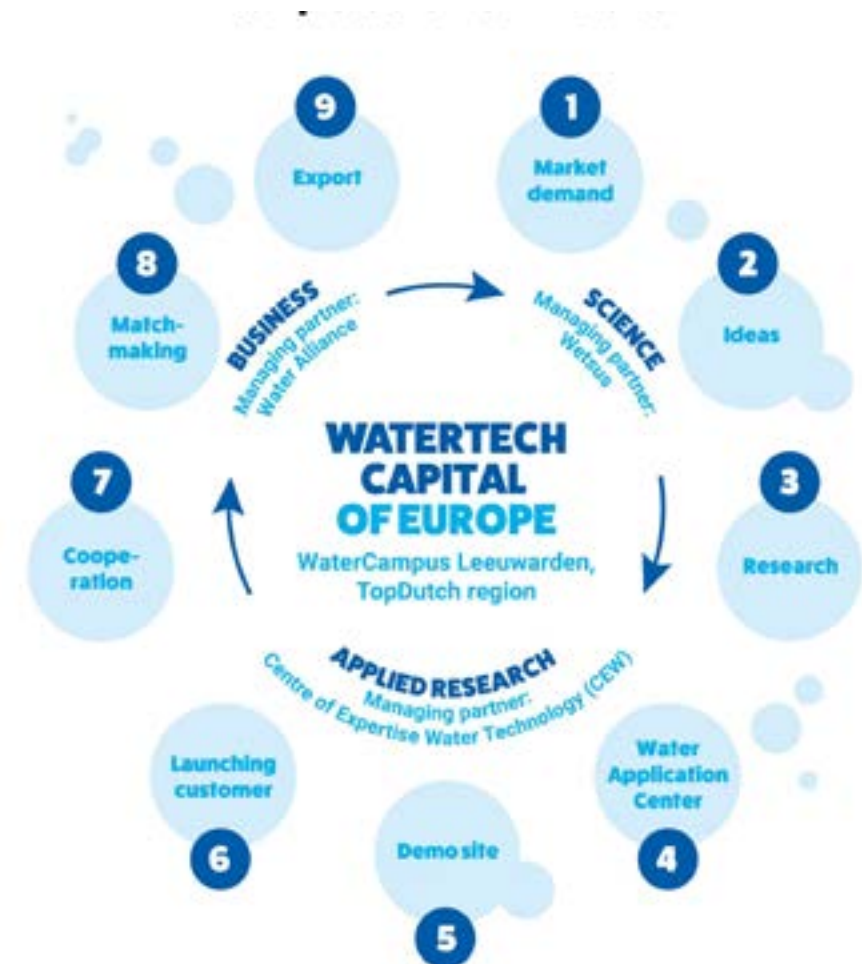 9
Export
1
Market
demand
8
Match-
making
2
Ideas
BUSINESS
Managing partner:
Water Alliance
SCIENCE
Managing partner:
Wetsus
WATERTECH
CAPITAL
OF EUROPE
WaterCampus Leeuwarden,
TopDutch region
7
Coope-
ration
3
Research
APPLIED RESEARCH
Managing partner:
Centre of Expertise Water Technology (CEW)
Launching
customer
6
Water
Application
Center
4
Demo site
5